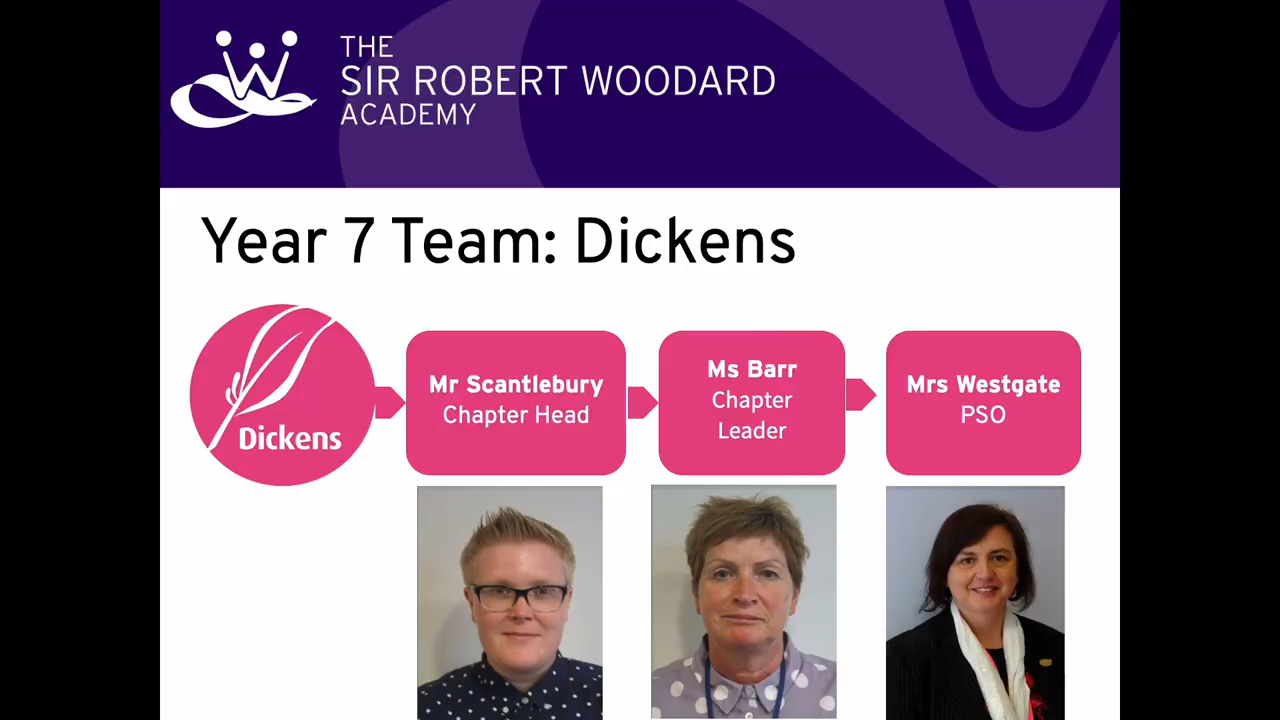 THE
SIR ROBERT WOODARD
ACADEMY
Year 7 Team: Dickens
Dickens
Mr Scantlebury
Chapter Head
Ms Barr
Chapter
Leader
Mrs Westgate
PSO